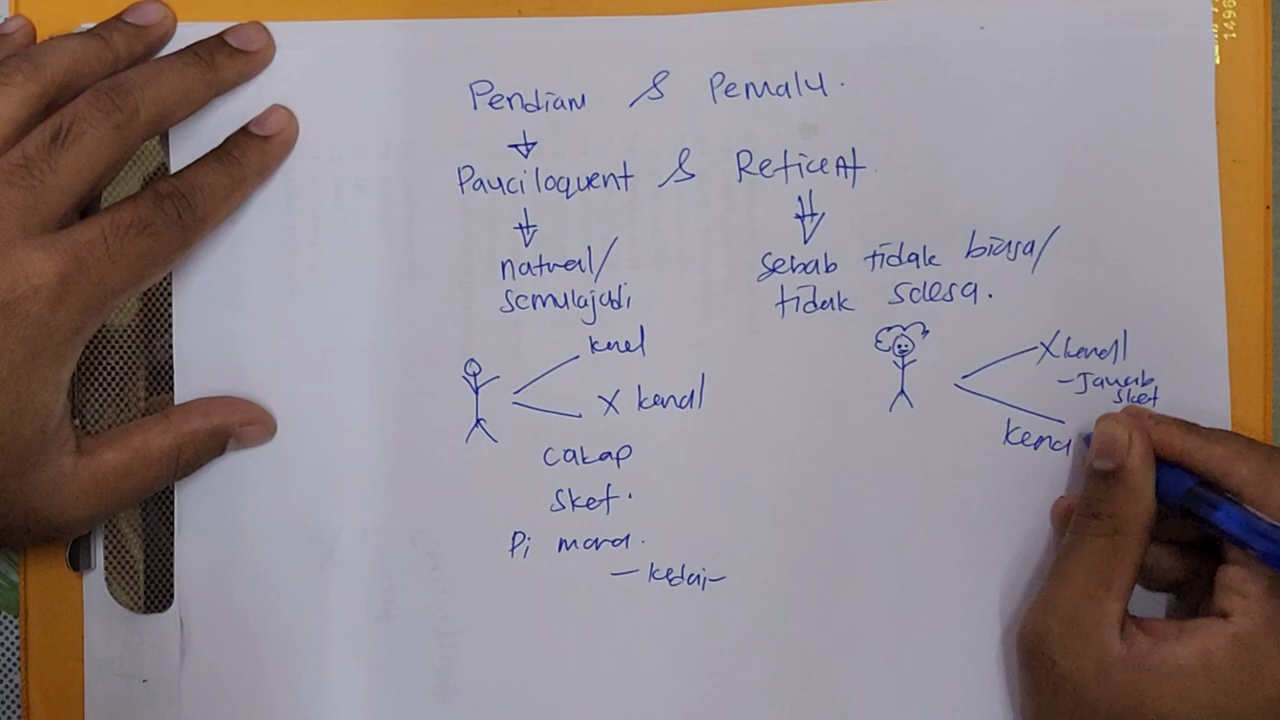 Pendiam & Pemalu.
Pauciloquent & Reticent
natural/
semulajadi
sebab tidak biasa/
tidak selesa.
kenal
X kenal
cakap
sket.
Pi mana.
- kedai -
X kenal
- Jawab
sket
kena
1496